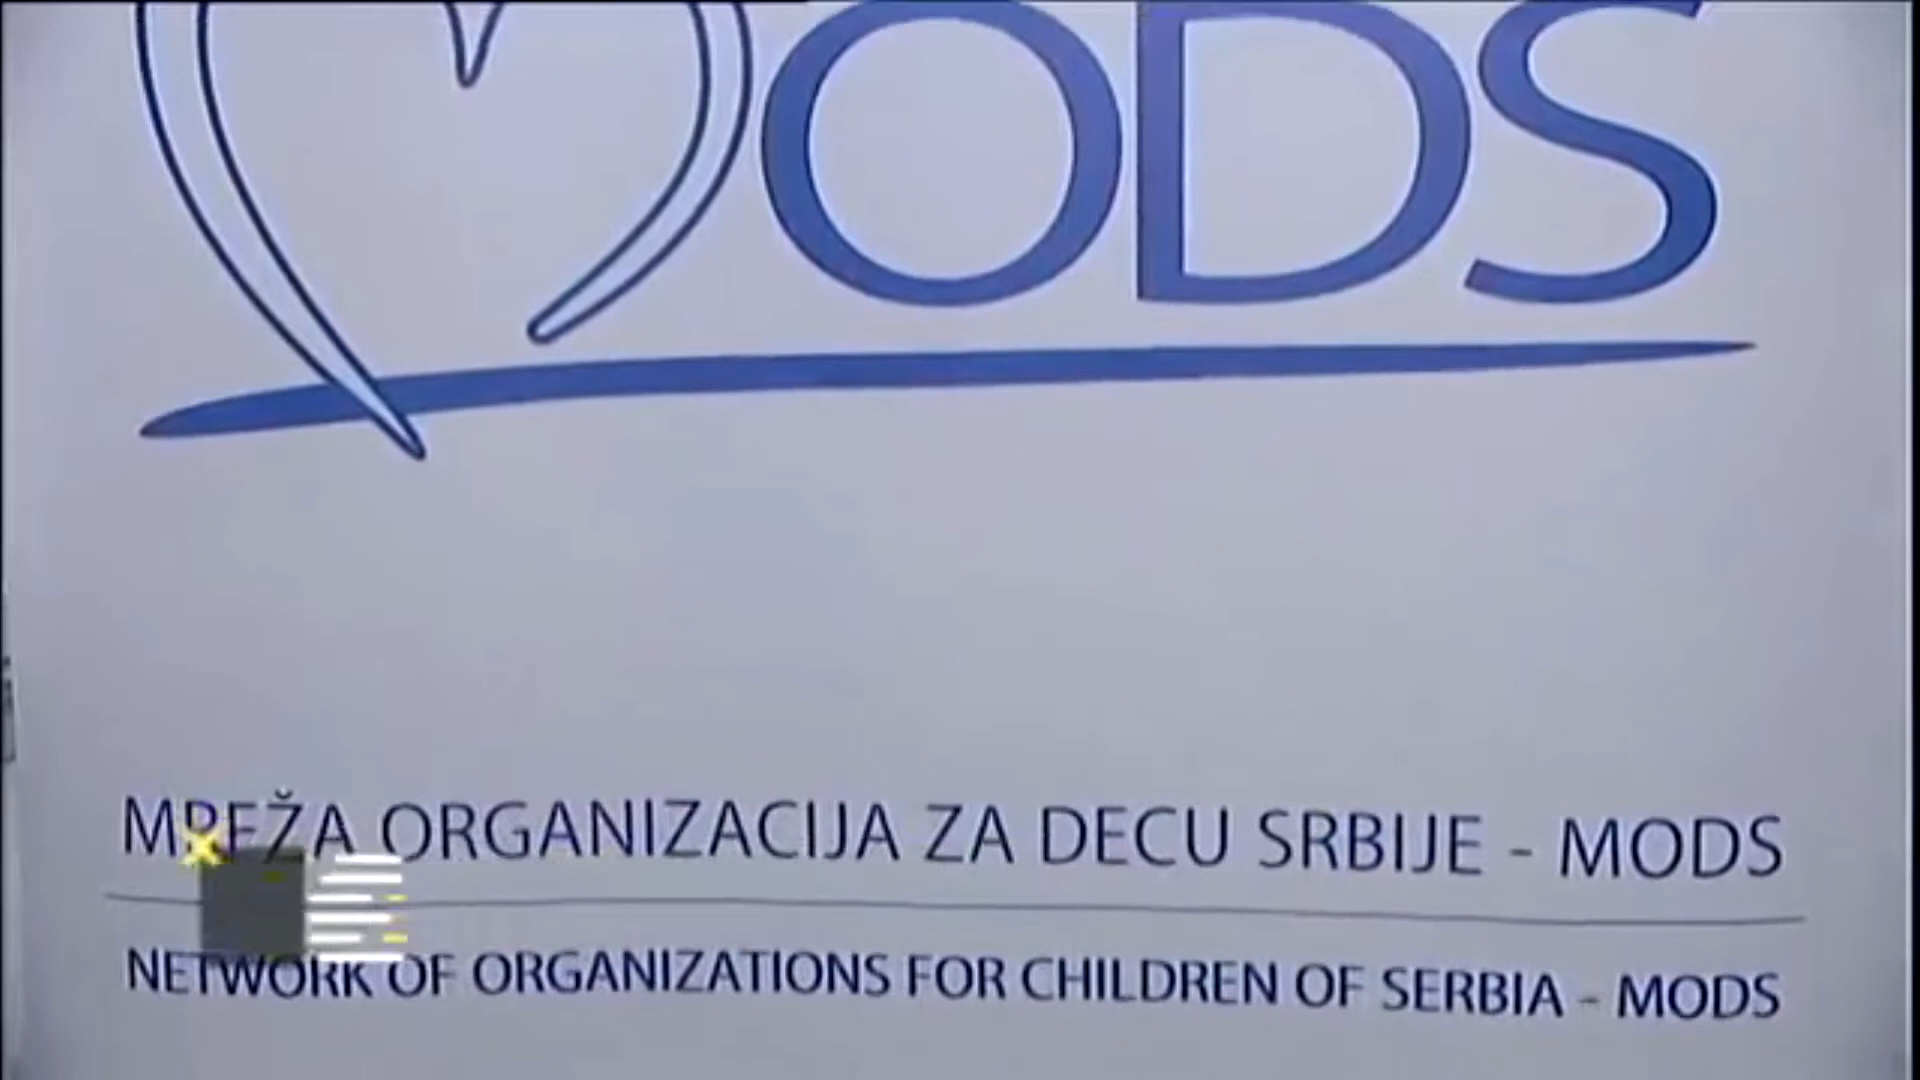 MODS
MREŽA ORGANIZACIJA ZA DECU SRBIJE - MODS
NETWORK OF ORGANIZATIONS FOR CHILDREN OF SERBIA - MODS